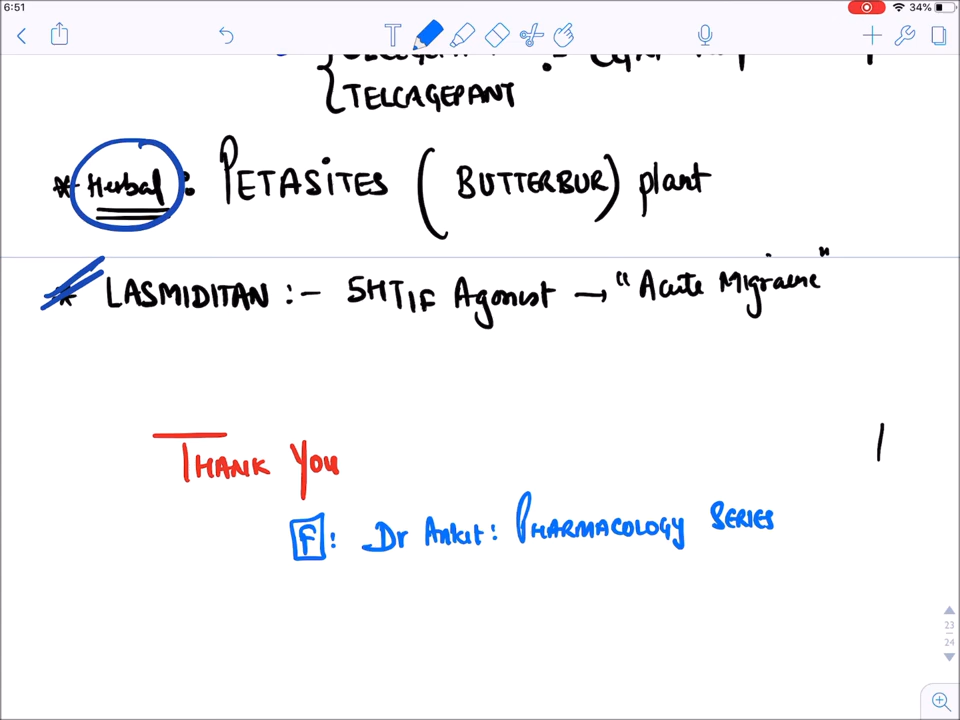 6:51
34%
T
{TELCAGEPANT
* Herbal : PETASITES (BUTTERBUR) plant
* LASMIDITAN :- 5HT1F Agonist → "Acute Migraine"
THANK YOU
F : Dr Ankit : PHARMACOLOGY SERIES
23
24